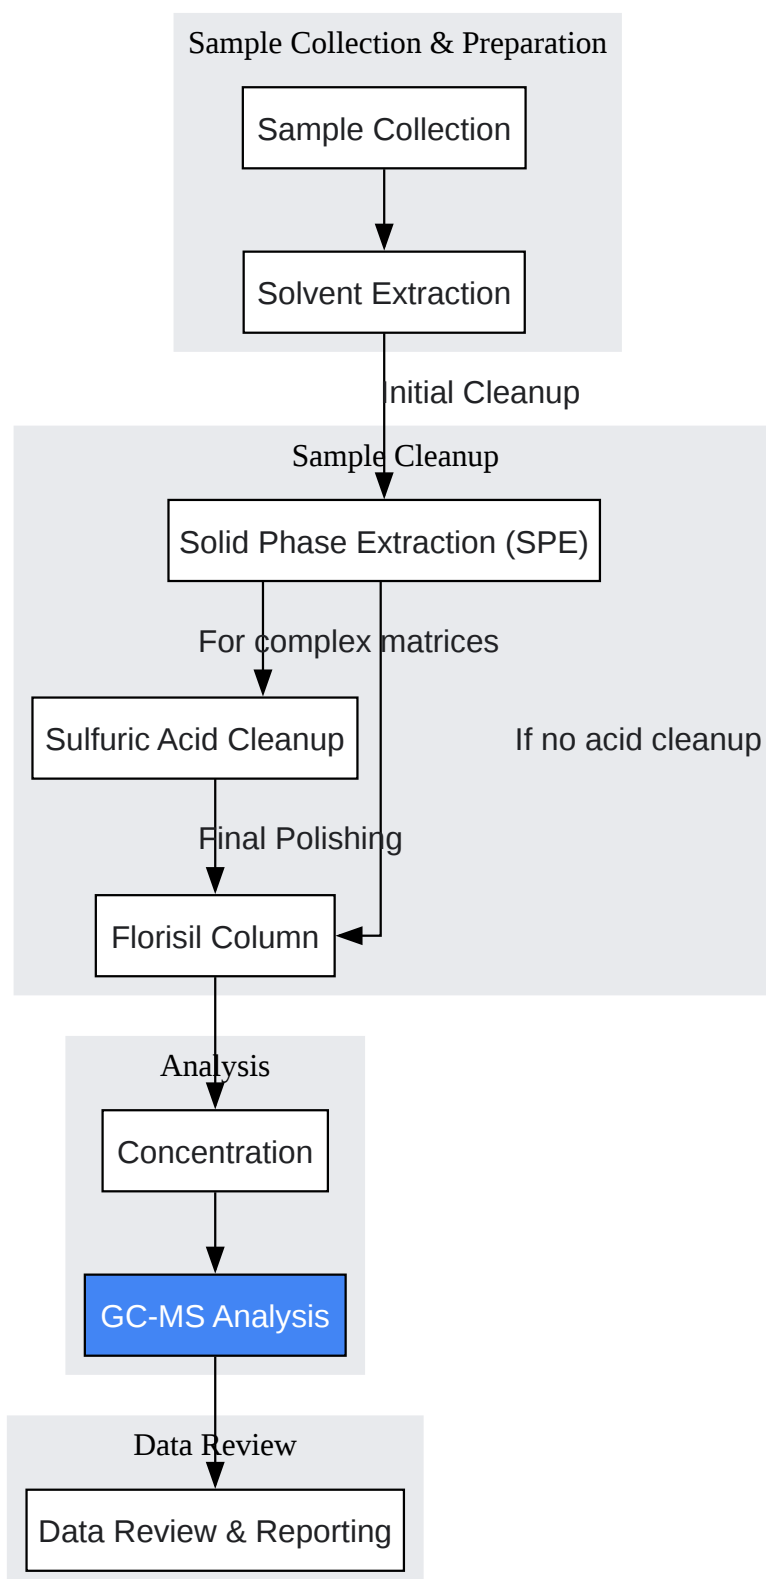 Sample Collection & Preparation
Sample Collection
Solvent Extraction
Initial Cleanup
Sample Cleanup
Solid Phase Extraction (SPE)
For complex matrices
Sulfuric Acid Cleanup
If no acid cleanup
Final Polishing
Florisil Column
Analysis
Concentration
GC-MS Analysis
Data Review
Data Review & Reporting